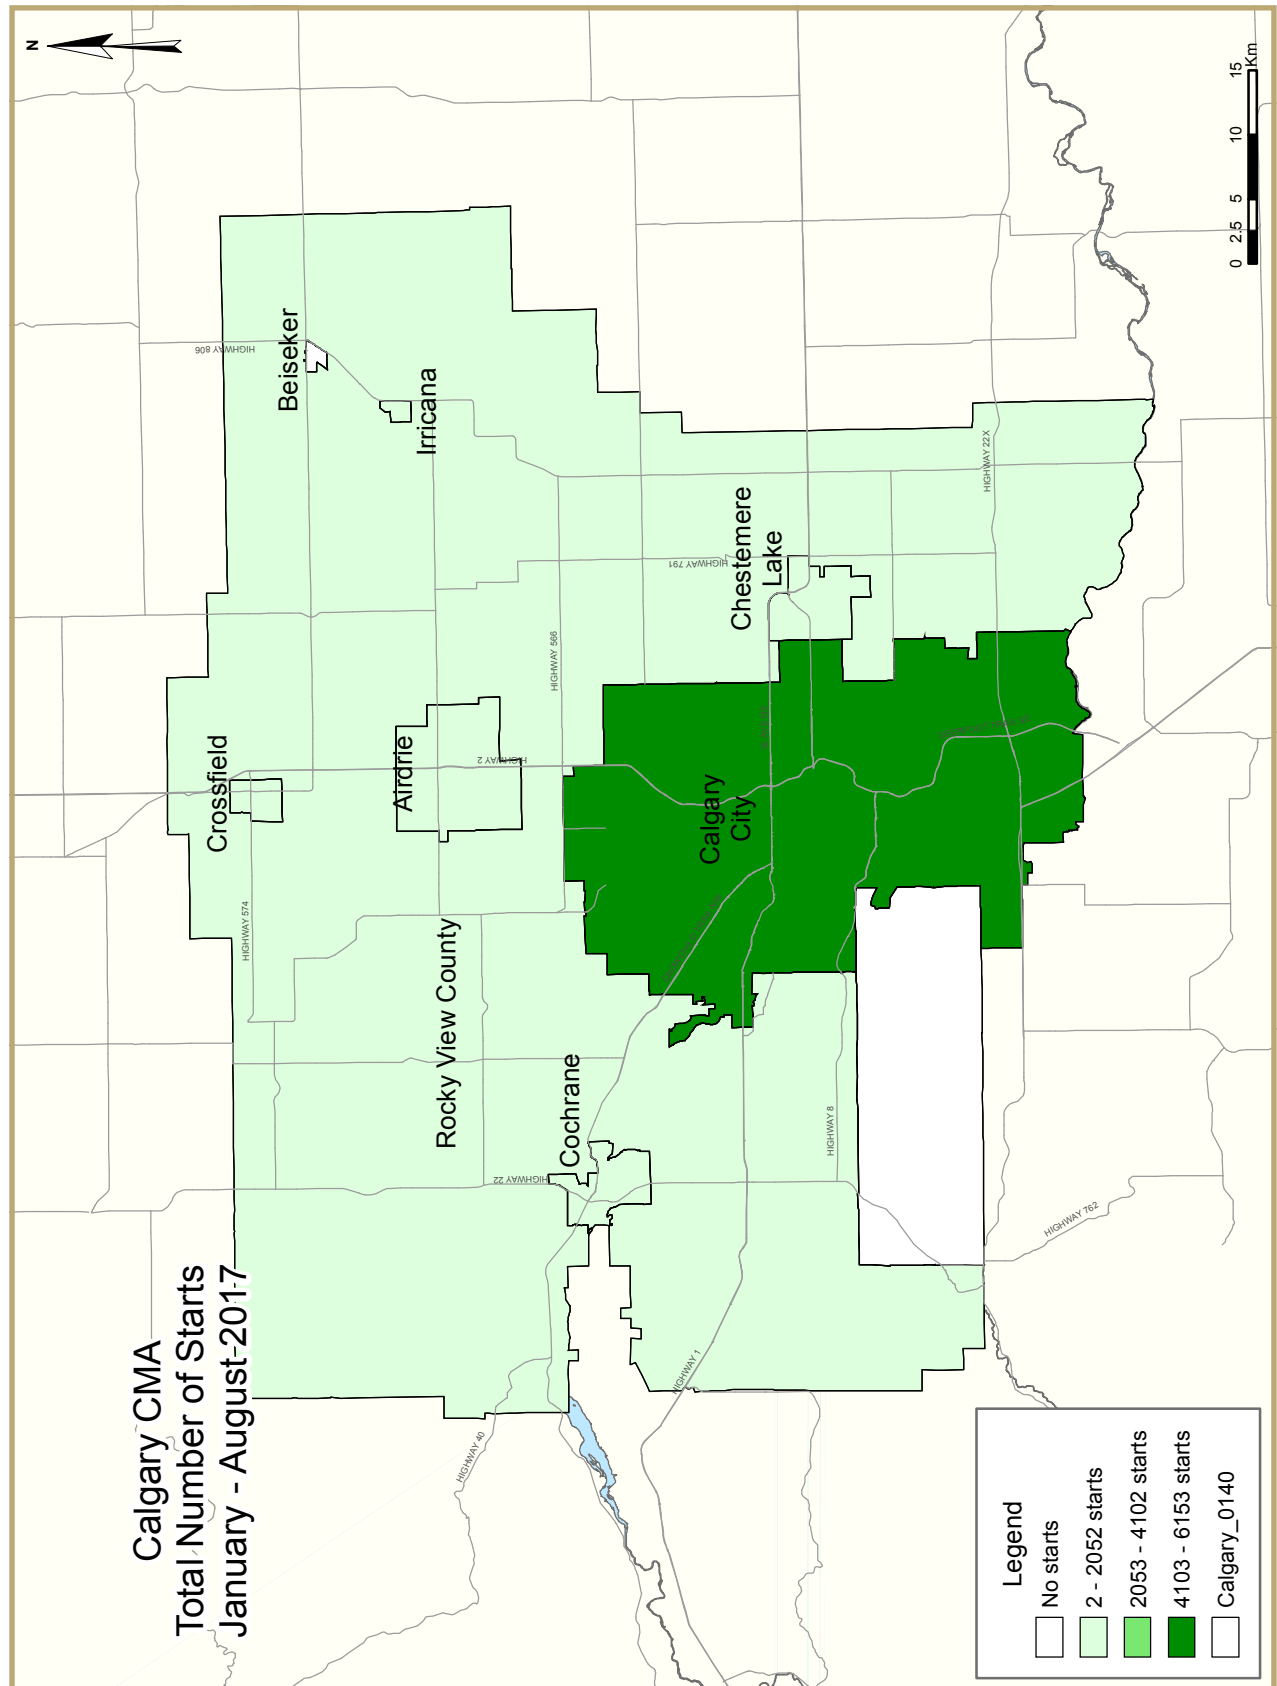 Calgary CMA
Total Number of Starts
January - August 2017
N
Crossfield
Beiseker
Irricana
Airdrie
Rocky View County
Cochrane
Chestemere
Lake
Calgary
City
HIGHWAY 574
HIGHWAY 806
HIGHWAY 2
HIGHWAY 566
HIGHWAY 22
HIGHWAY 791
HIGHWAY 40
HIGHWAY 1
HIGHWAY 8
HIGHWAY 22X
HIGHWAY 762
Legend
No starts
2 - 2052 starts
2053 - 4102 starts
4103 - 6153 starts
Calgary_0140
0 2.5 5 10 15
Km